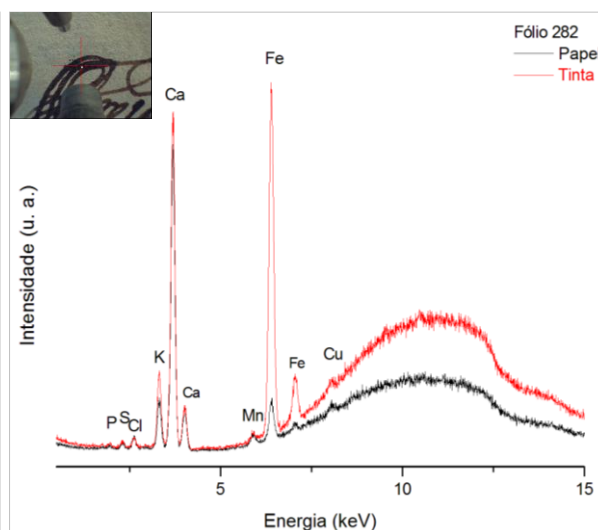 Fólio 282
Pape
Tinta
Fe
Ca
K
Ca
P
S
Cl
Mn
Fe
Cu
Intensidade (u. a.)
5
10
15
Energia (keV)